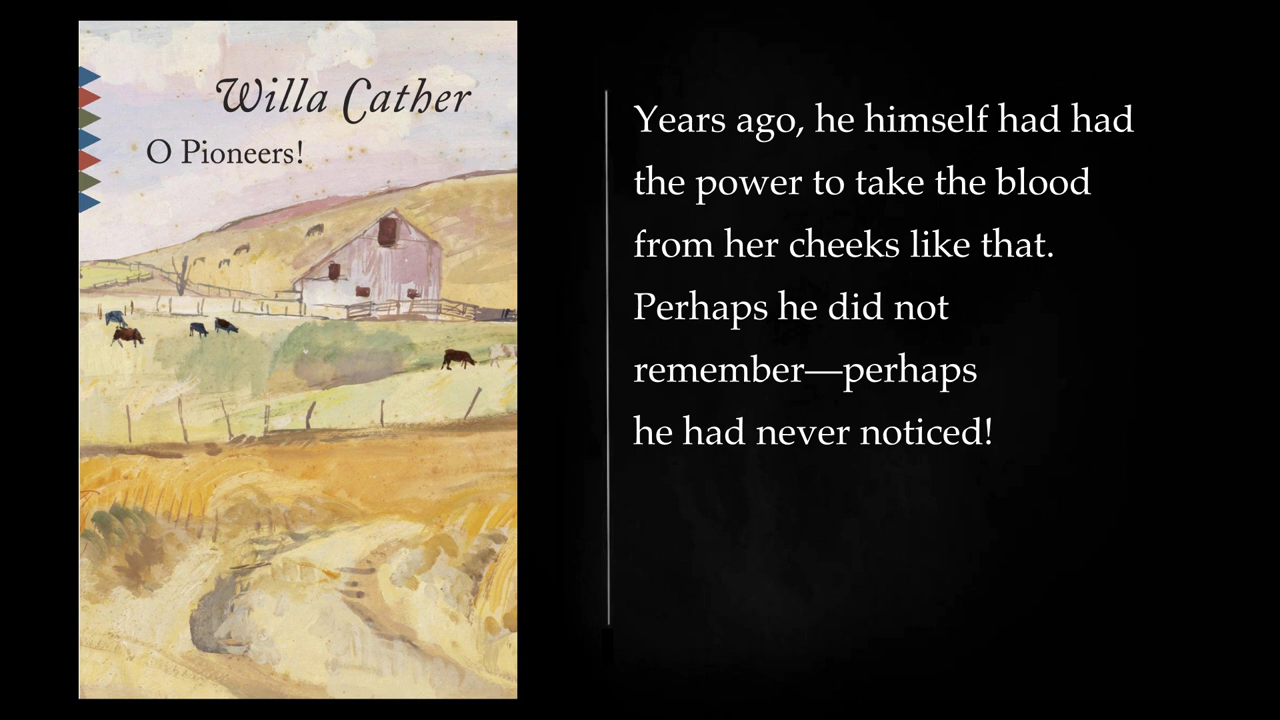 Willa Cather
O Pioneers!
Years ago, he himself had had
the power to take the blood
from her cheeks like that.
Perhaps he did not
remember—perhaps
he had never noticed!